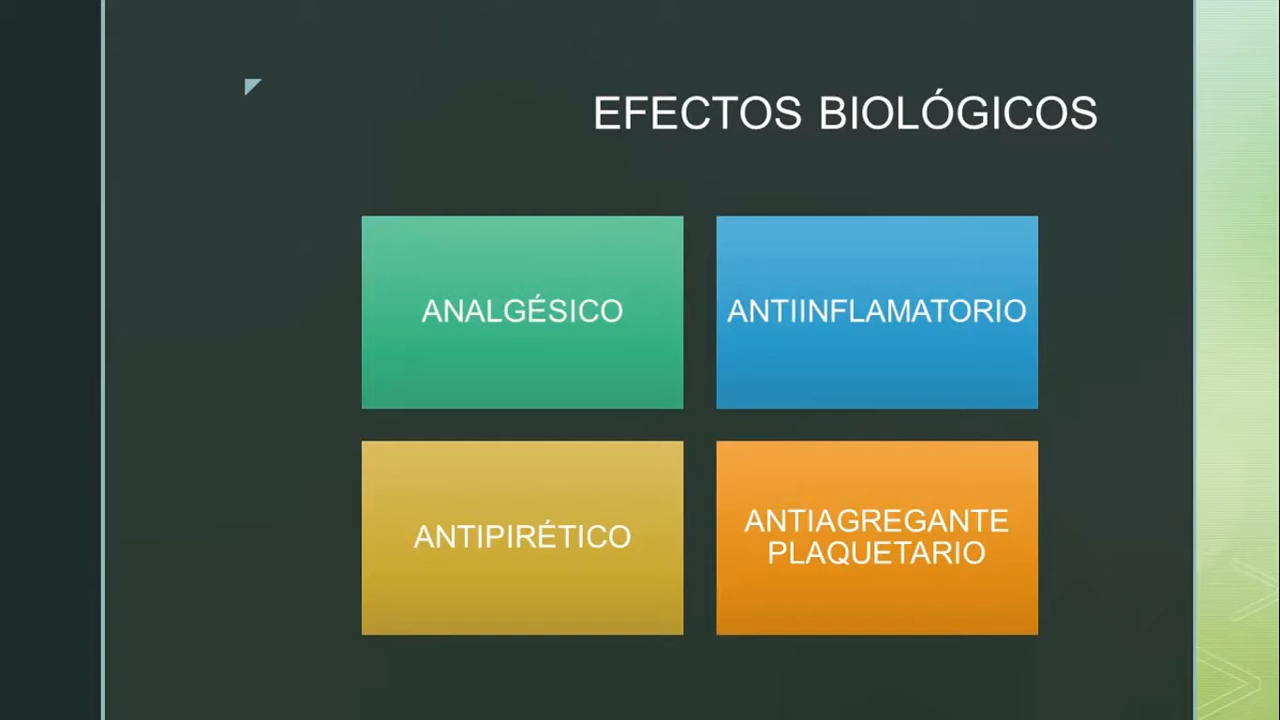 EFECTOS BIOLÓGICOS
ANALGÉSICO
ANTIINFLAMATORIO
ANTIPIRÉTICO
ANTIAGREGANTE
PLAQUETARIO